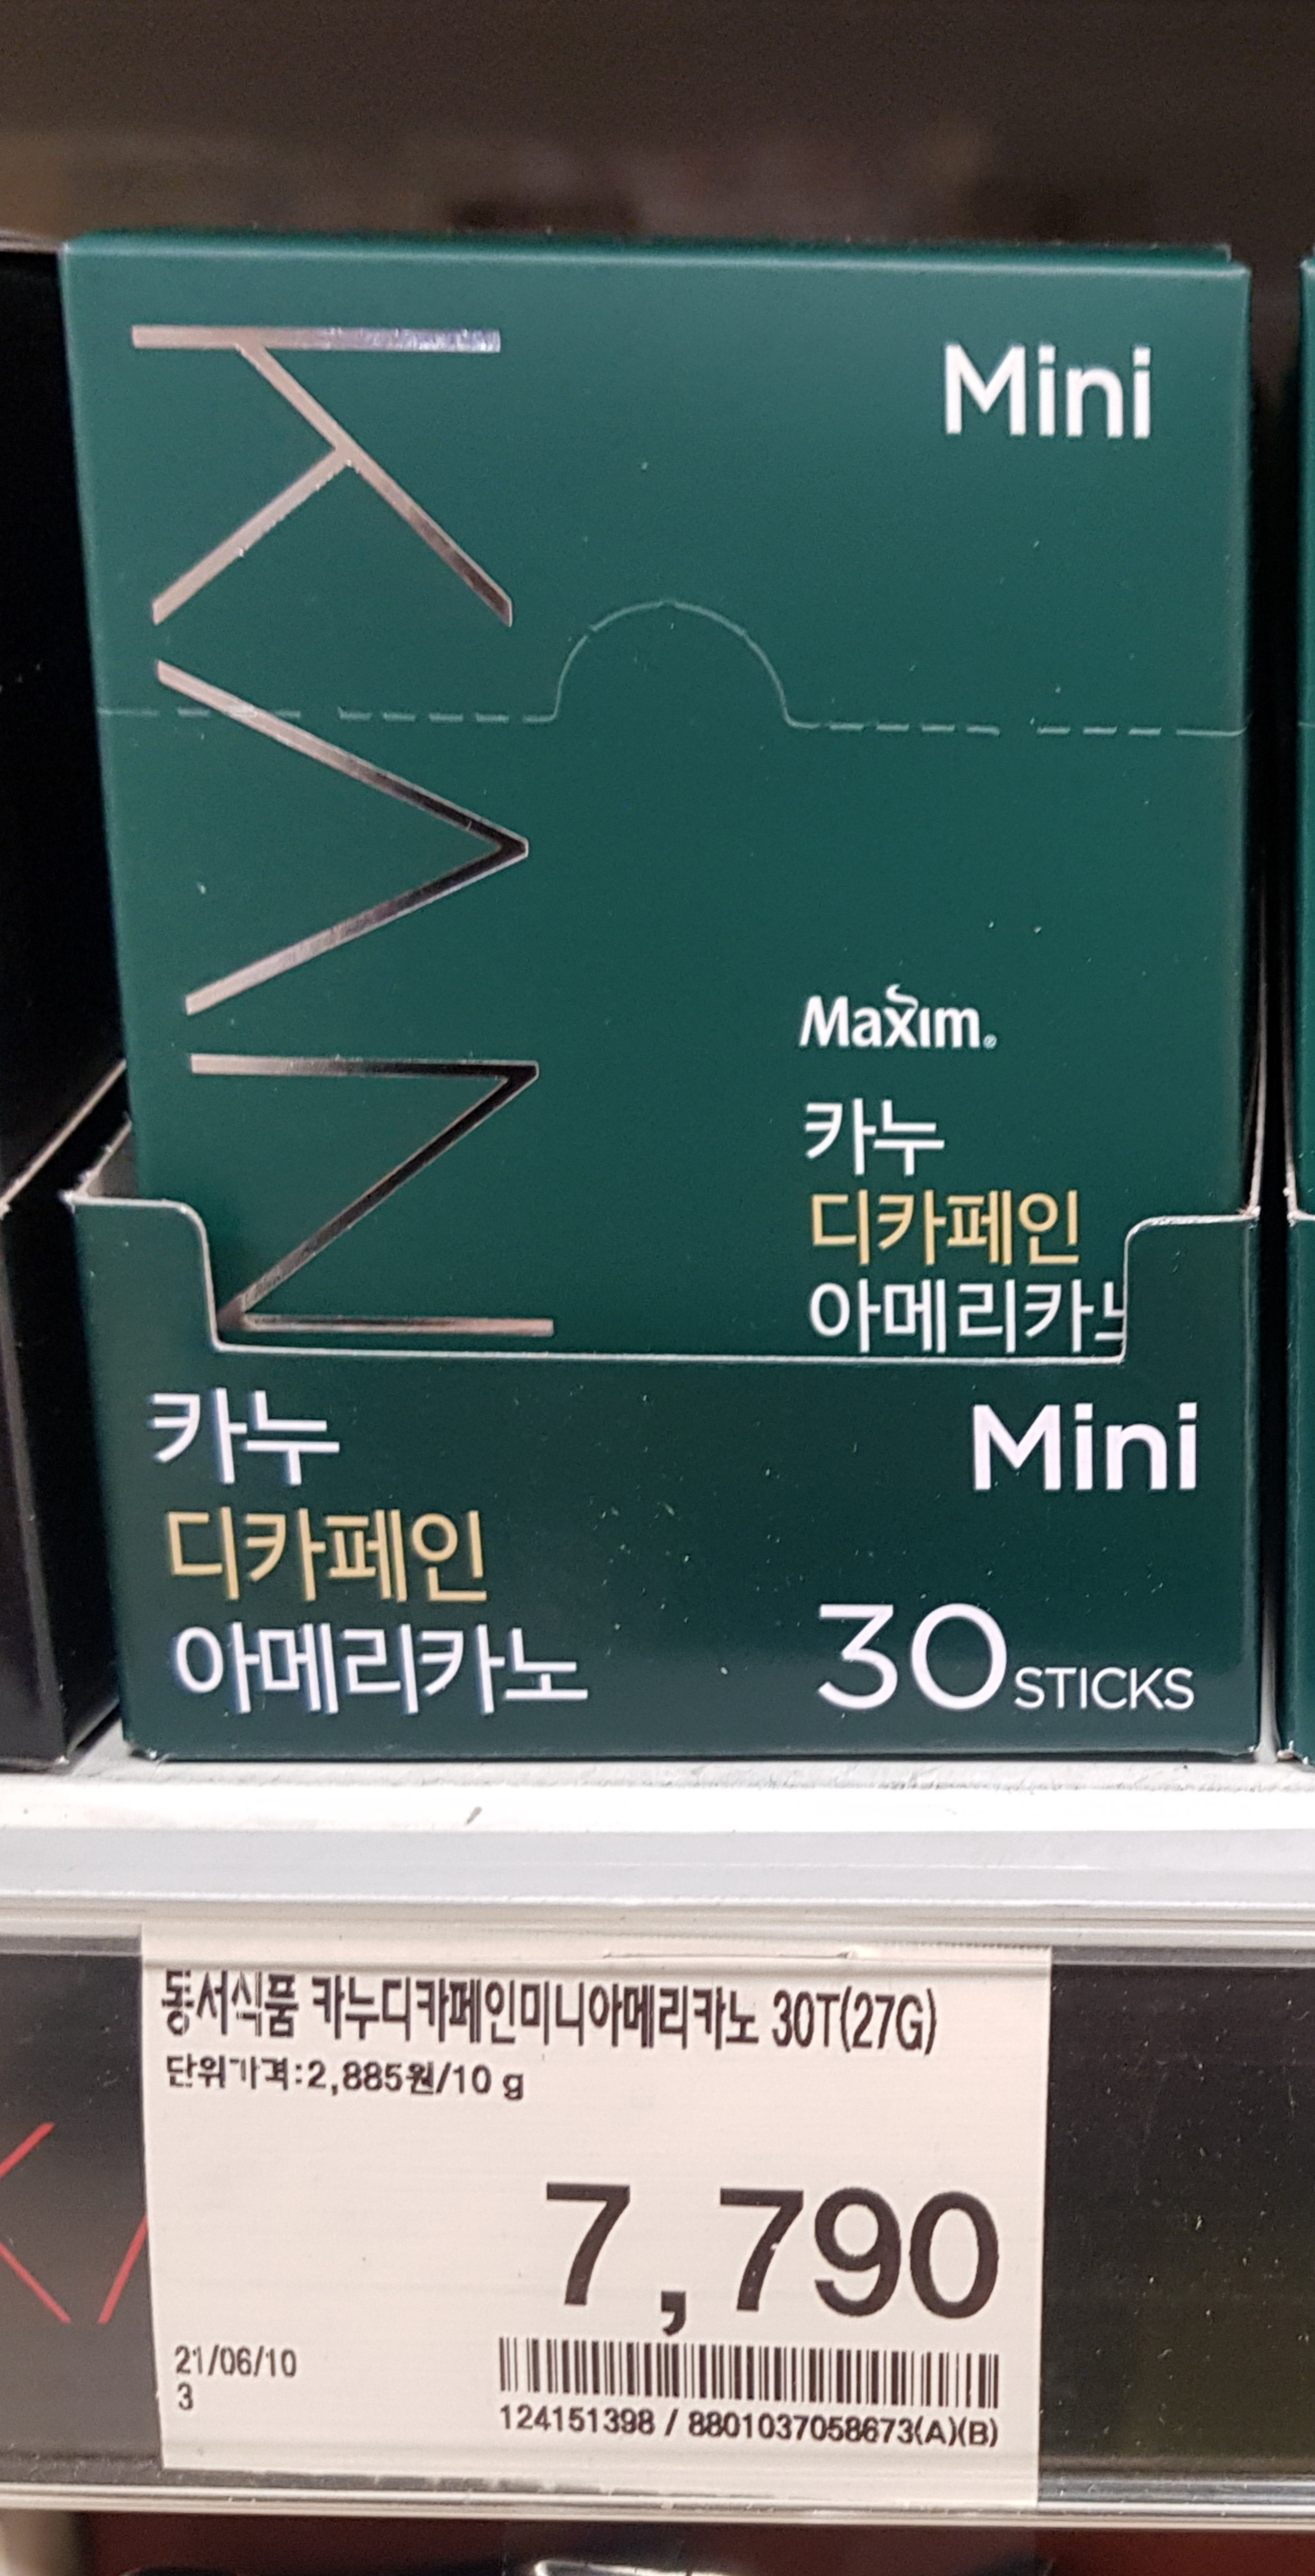 KΛN
Mini
Maxim®
카누
디카페인
아메리카노
카누
디카페인
아메리카노
Mini
30 STICKS
동서식품 카누디카페인미니아메리카노 30T(27G)
단위가격:2,885원/10 g
7,790
21/06/10
3
124151398 / 8801037058673(A)(B)